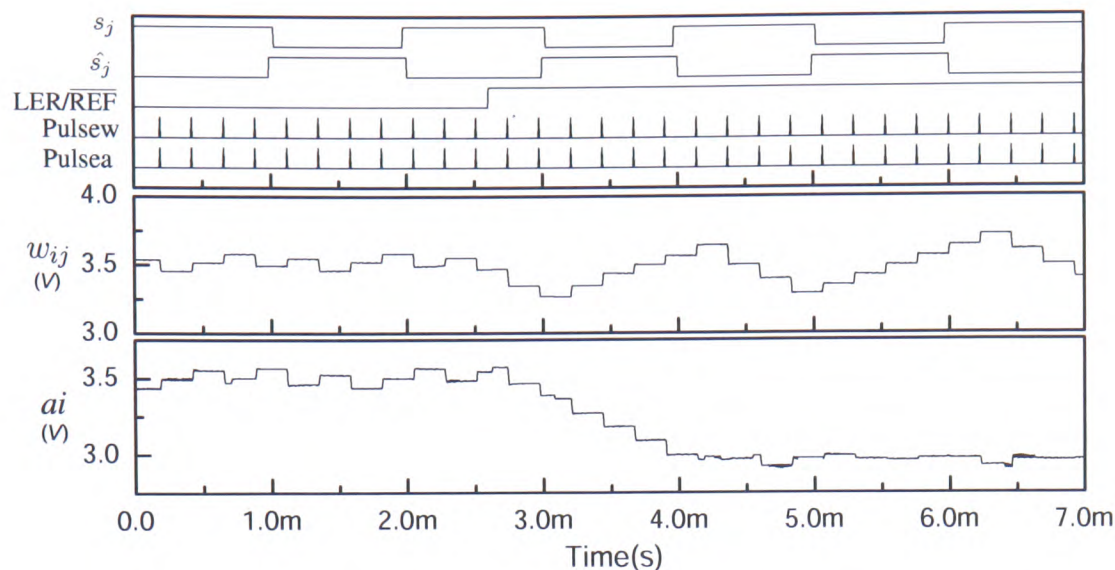 s_j
ŝ_j
LER/R̅E̅F̅
Pulsew
Pulsea
4.0
w_ij
(V)
3.5
3.0
3.5
ai
(V)
3.0
0.0 1.0m 2.0m 3.0m 4.0m 5.0m 6.0m 7.0m
Time(s)